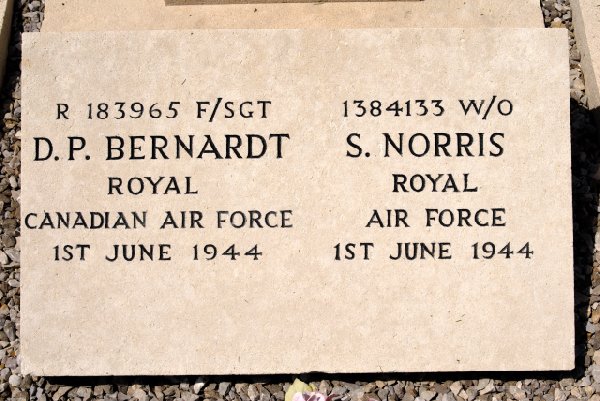 R 183965 F/SGT
D. P. BERNARDT
ROYAL
CANADIAN AIR FORCE
1ST JUNE 1944
1384133 W/O
S. NORRIS
ROYAL
AIR FORCE
1ST JUNE 1944